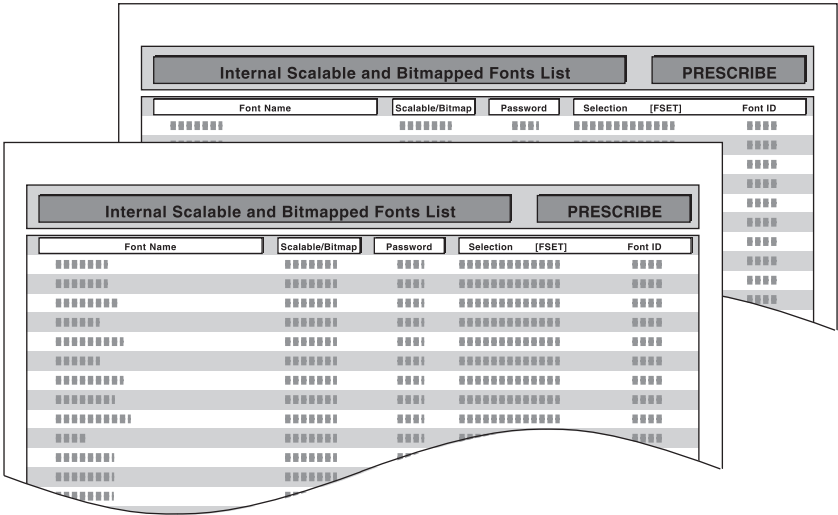 Internal Scalable and Bitmapped Fonts List PRESCRIBE
Font Name Scalable/Bitmap Password Selection [FSET] Font ID
Internal Scalable and Bitmapped Fonts List PRESCRIBE
Font Name Scalable/Bitmap Password Selection [FSET] Font ID